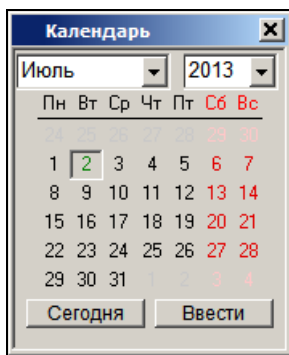 Календарь
Июль 2013
Пн Вт Ср Чт Пт Сб Вс
24 25 26 27 28 29 30
1 2 3 4 5 6 7
8 9 10 11 12 13 14
15 16 17 18 19 20 21
22 23 24 25 26 27 28
29 30 31 1 2 3 4
Сегодня Ввести